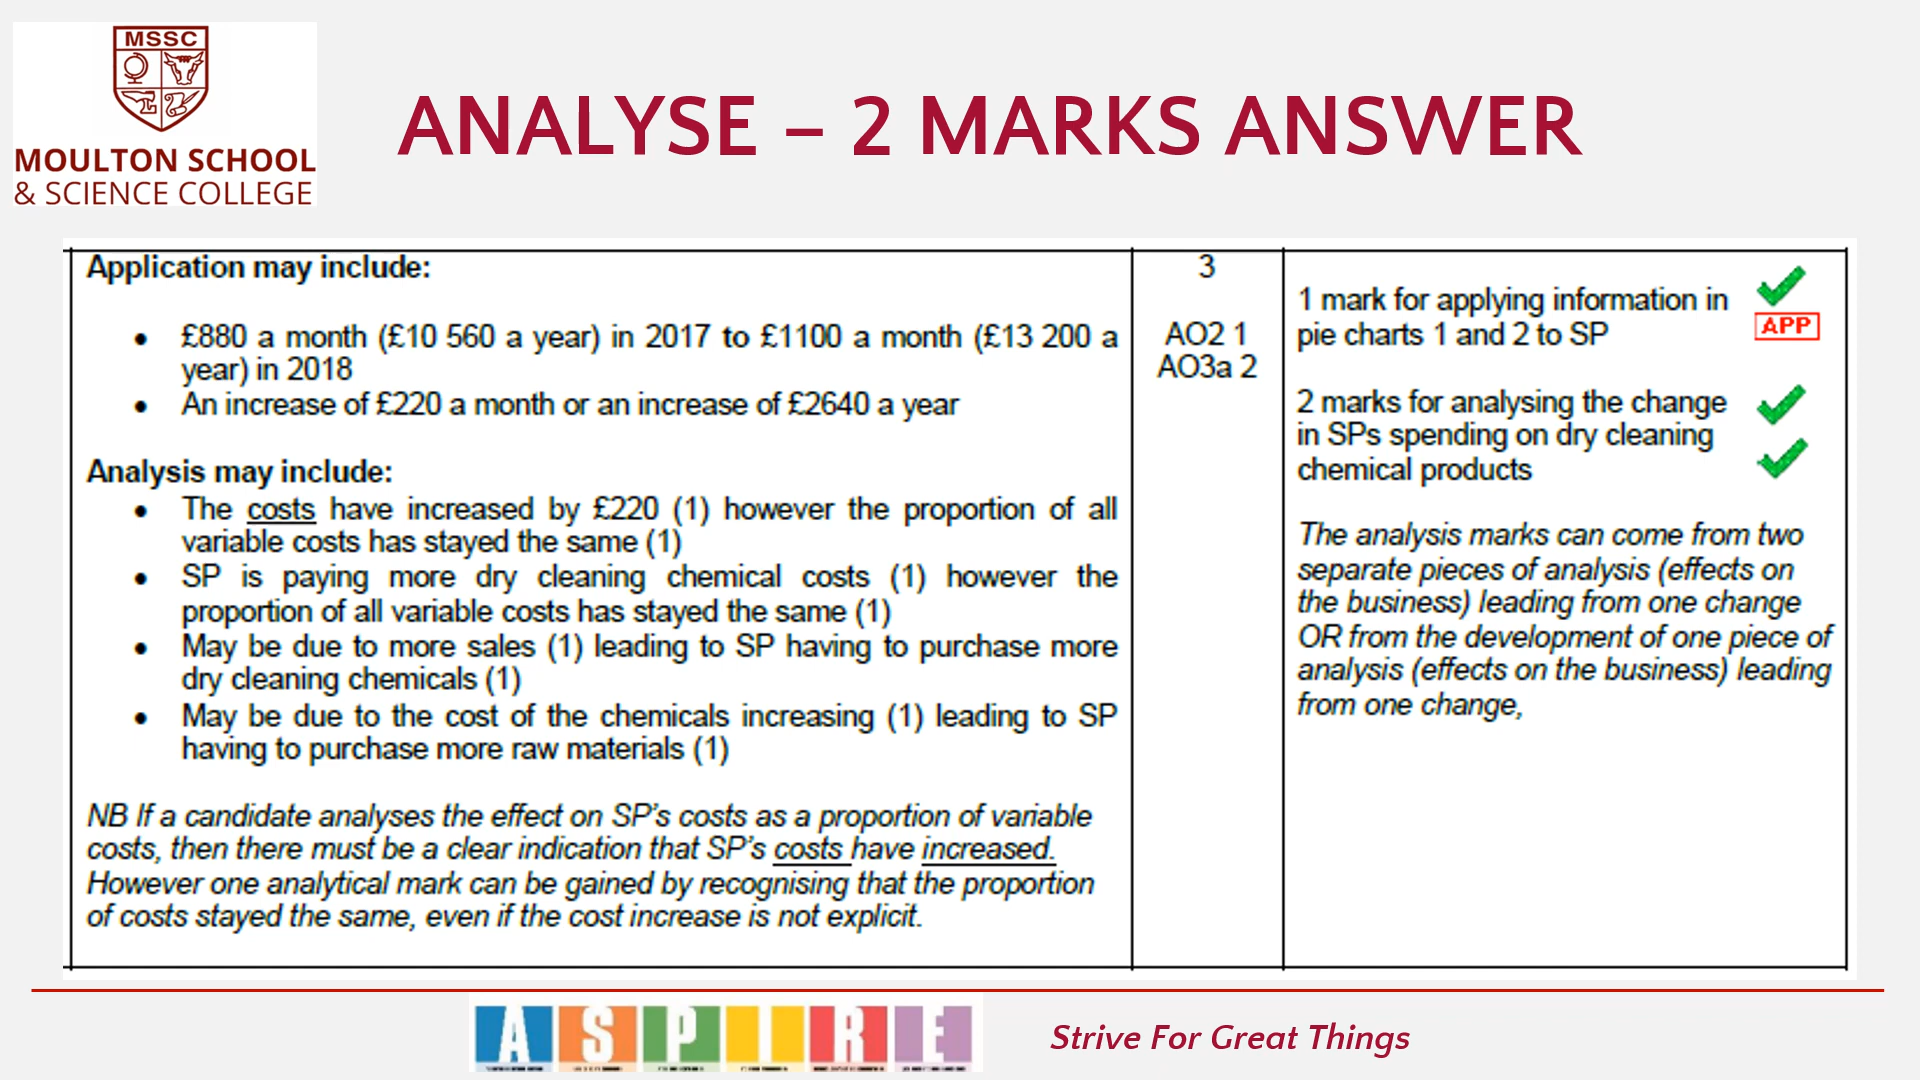 MSSC
MOULTON SCHOOL
& SCIENCE COLLEGE
ANALYSE – 2 MARKS ANSWER
Application may include:
• £880 a month (£10 560 a year) in 2017 to £1100 a month (£13 200 a
year) in 2018
• An increase of £220 a month or an increase of £2640 a year
Analysis may include:
• The costs have increased by £220 (1) however the proportion of all
variable costs has stayed the same (1)
• SP is paying more dry cleaning chemical costs (1) however the
proportion of all variable costs has stayed the same (1)
• May be due to more sales (1) leading to SP having to purchase more
dry cleaning chemicals (1)
• May be due to the cost of the chemicals increasing (1) leading to SP
having to purchase more raw materials (1)
NB If a candidate analyses the effect on SP's costs as a proportion of variable
costs, then there must be a clear indication that SP's costs have increased.
However one analytical mark can be gained by recognising that the proportion
of costs stayed the same, even if the cost increase is not explicit.
3
AO2 1
AO3a 2
1 mark for applying information in
pie charts 1 and 2 to SP
APP
2 marks for analysing the change
in SPs spending on dry cleaning
chemical products
The analysis marks can come from two
separate pieces of analysis (effects on
the business) leading from one change
OR from the development of one piece of
analysis (effects on the business) leading
from one change,
ASPIRE
Strive For Great Things